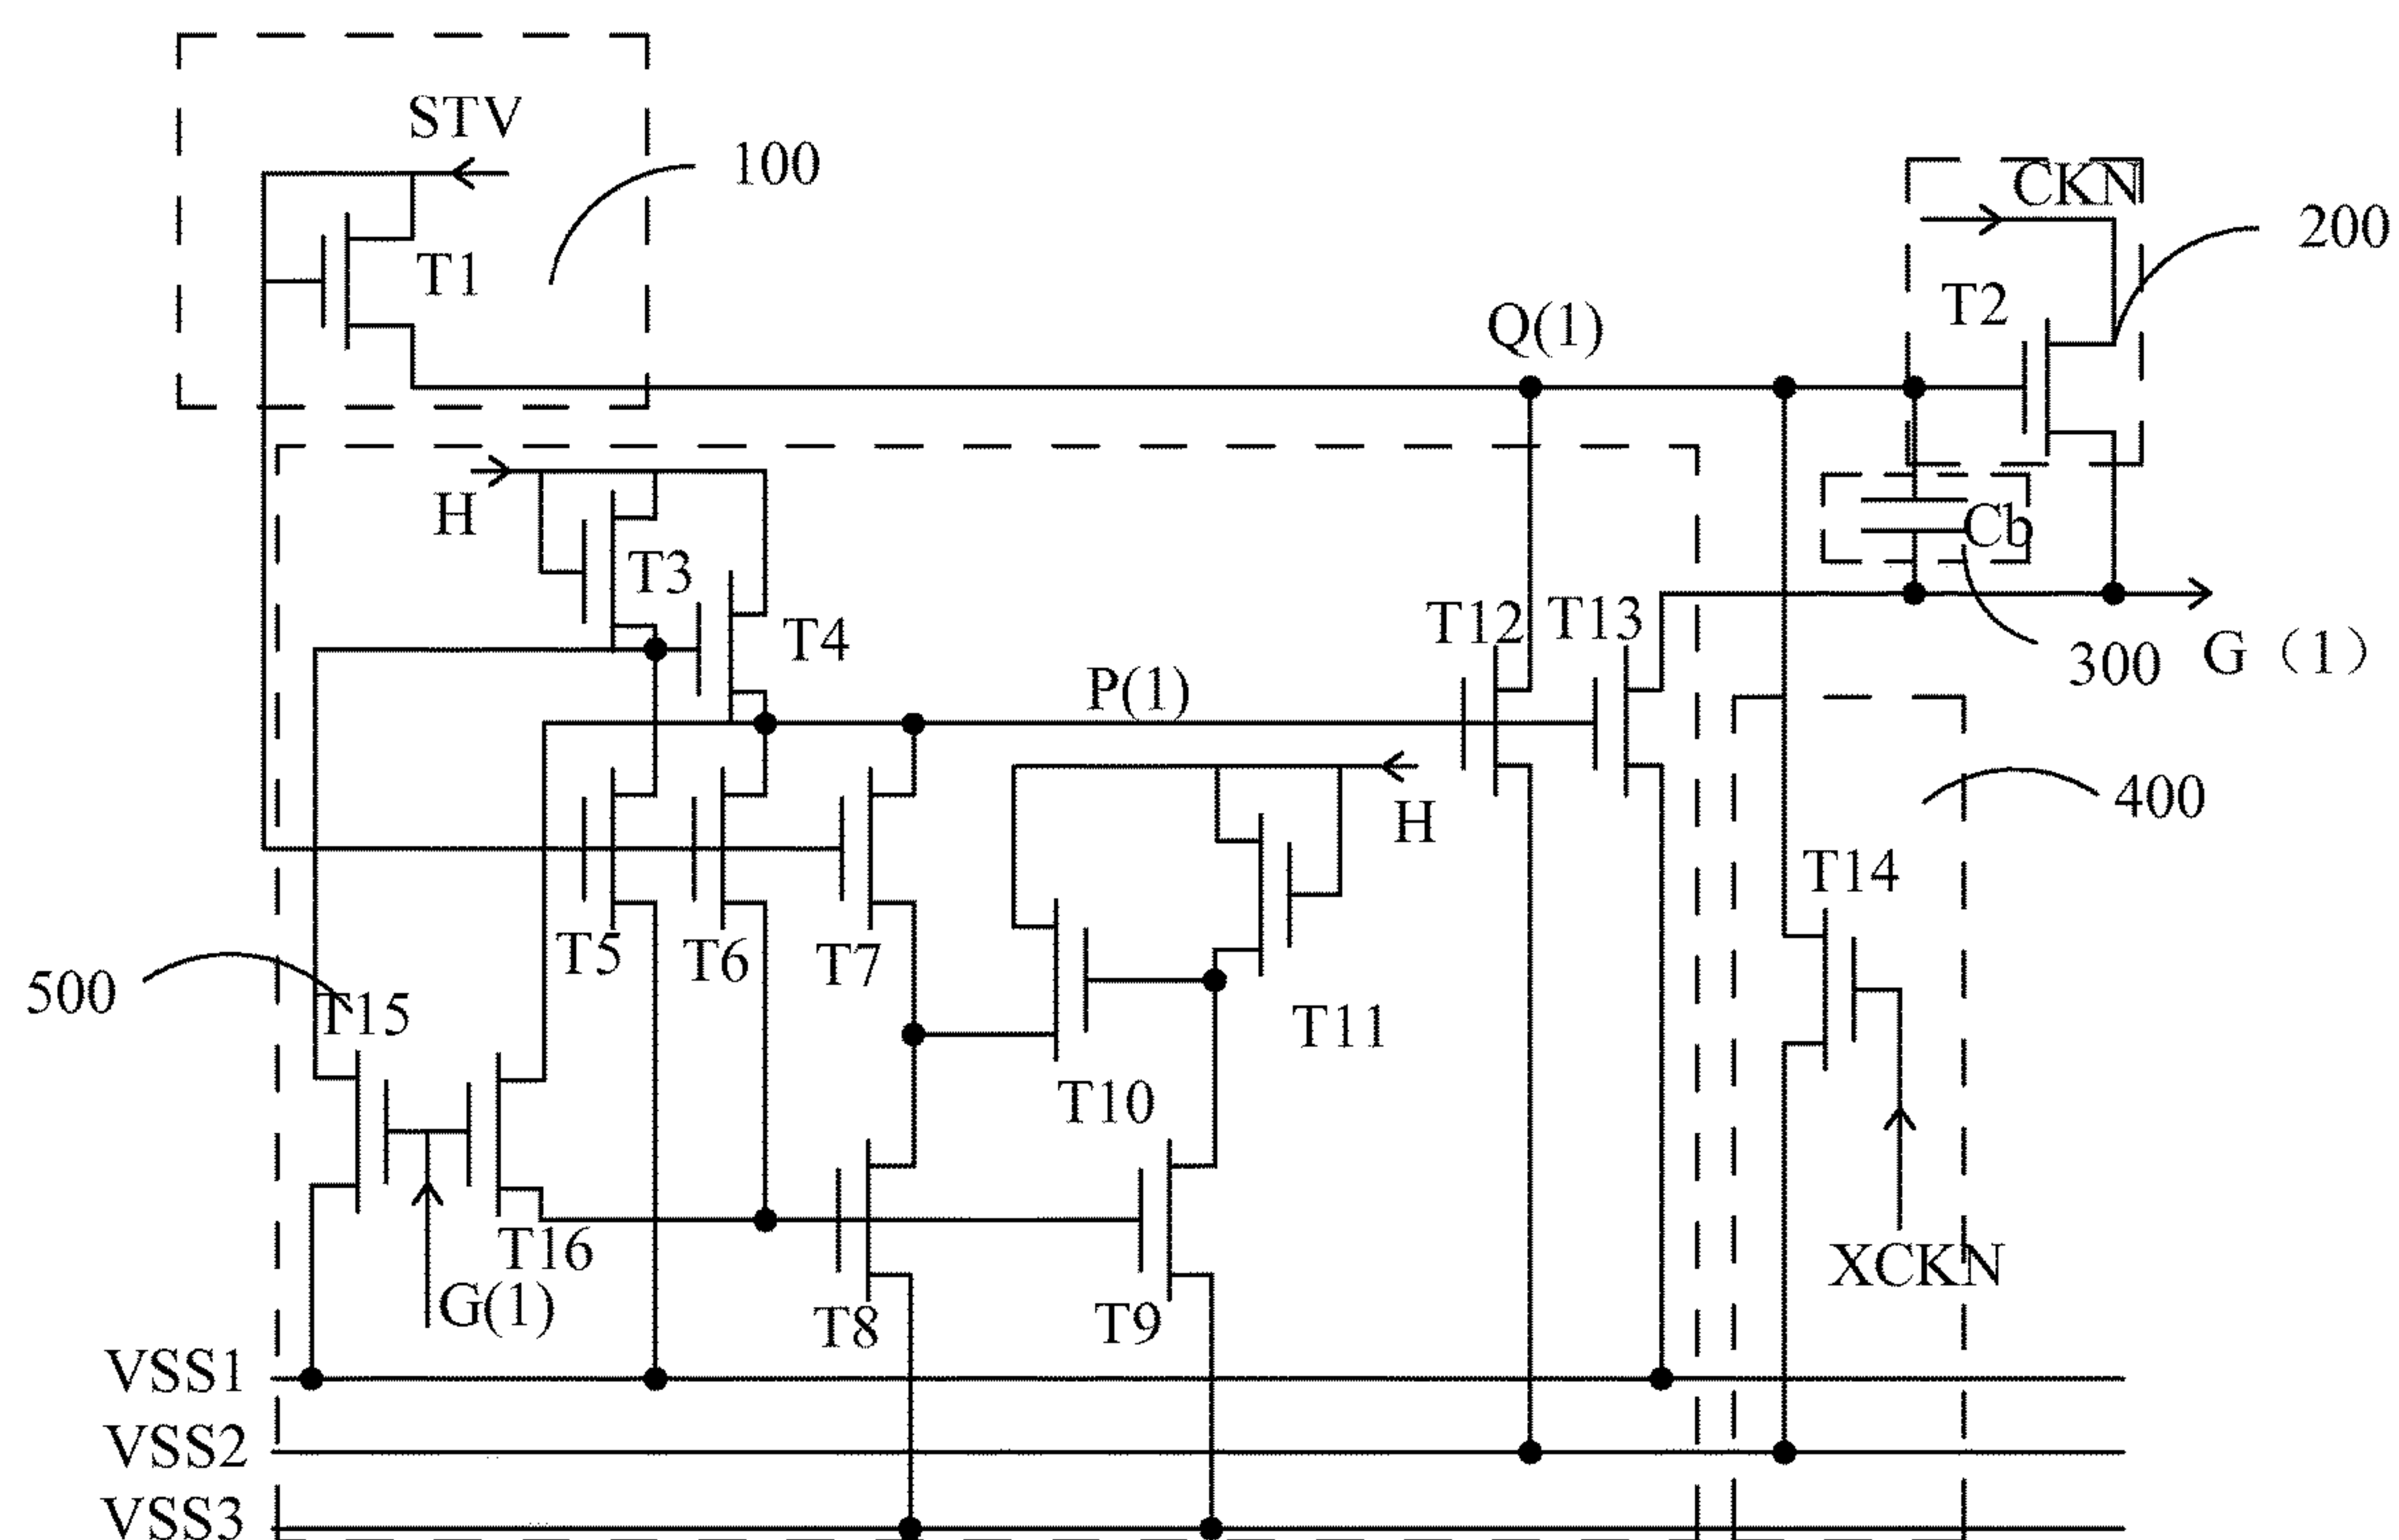 STV
100
CKN
200
T1
T2
Q(1)
H
Cb
T3
T12
T13
T4
300
G（1）
P(1)
400
H
T14
T5
T6
T7
500
T15
T11
T10
T16
XCKN
G(1)
T8
T9
VSS1
VSS2
VSS3